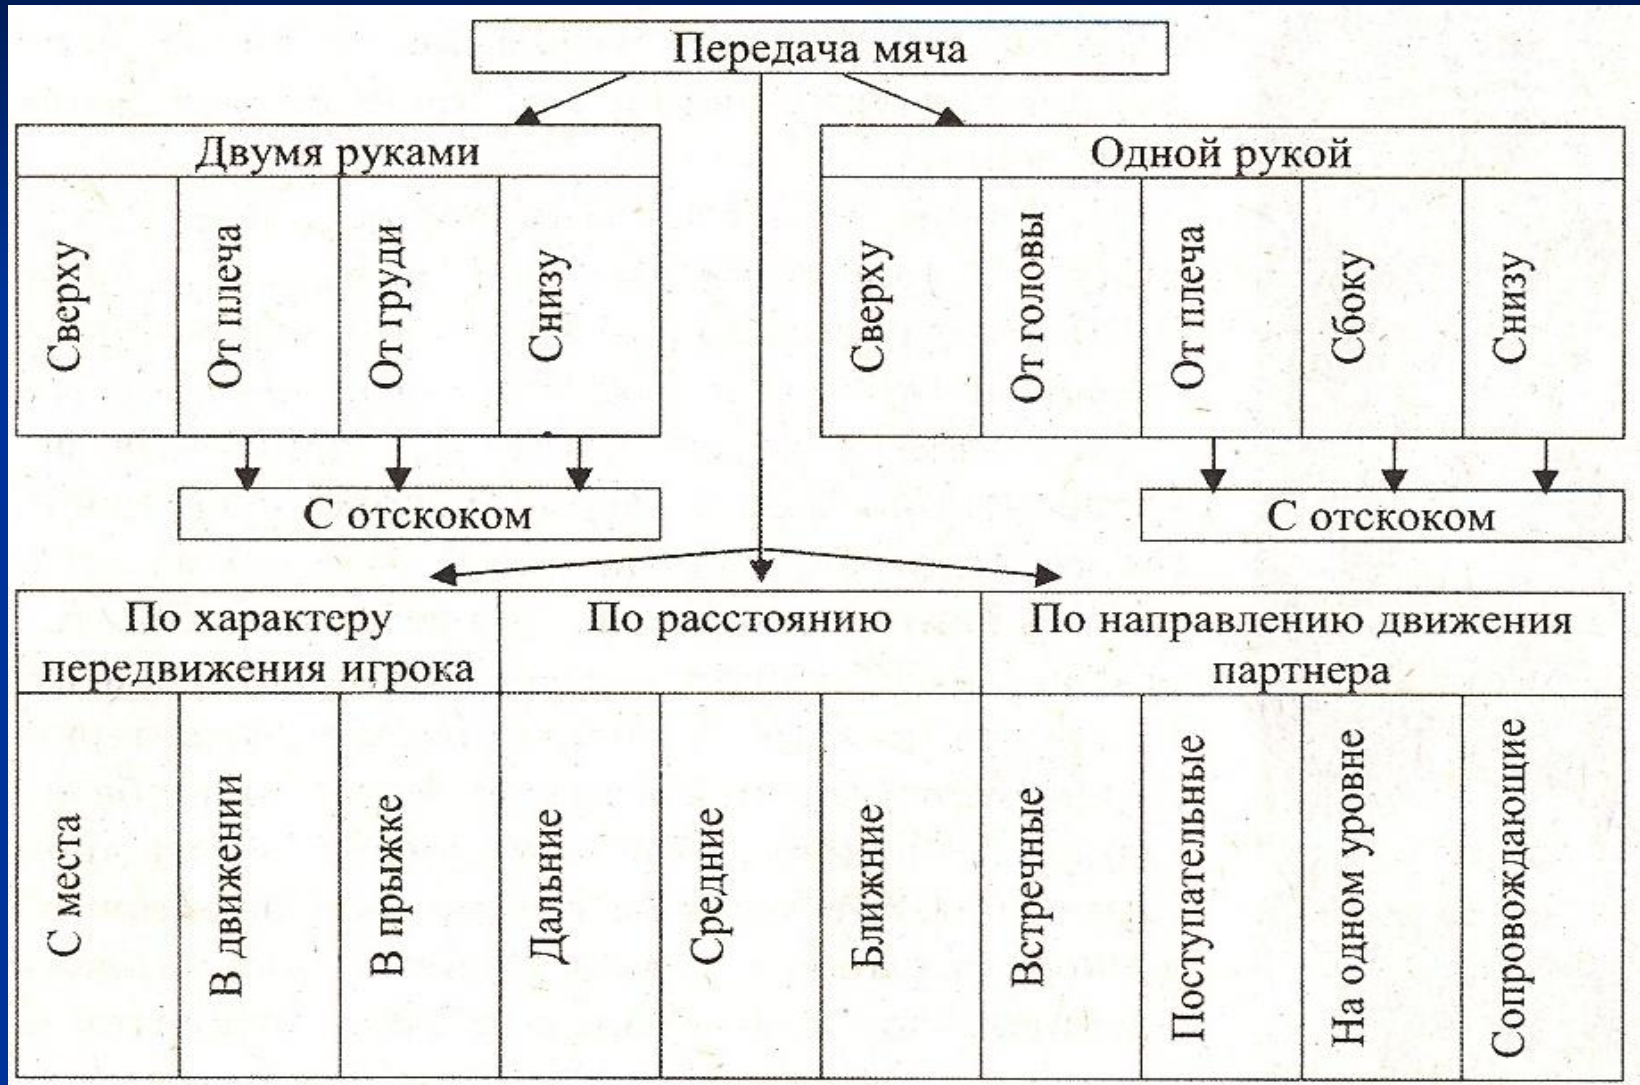 Передача мяча
Двумя руками
Одной рукой
Сверху
От плеча
От груди
Снизу
Сверху
От головы
От плеча
Сбоку
Снизу
С отскоком
С отскоком
По характеру
передвижения игрока
По расстоянию
По направлению движения
партнера
С места
В движении
В прыжке
Дальние
Средние
Ближние
Встречные
Поступательные
На одном уровне
Сопровождающие